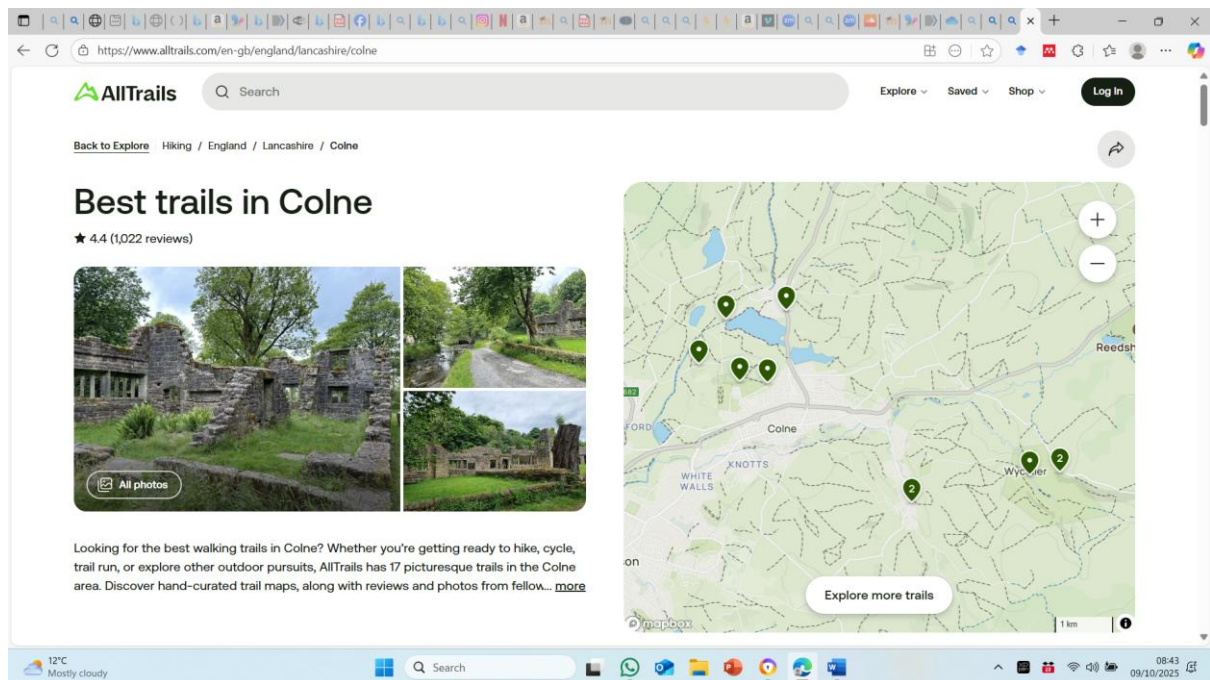 https://www.alltrails.com/en-gb/england/lancashire/colne
AllTrails
Search
Explore
Saved
Shop
Log In
Back to Explore
Hiking / England / Lancashire / Colne
Best trails in Colne
★ 4.4 (1,022 reviews)
All photos
Looking for the best walking trails in Colne? Whether you're getting ready to hike, cycle,
trail run, or explore other outdoor pursuits, AllTrails has 17 picturesque trails in the Colne
area. Discover hand-curated trail maps, along with reviews and photos from fellow... more
+
−
Reedsh
FORD
Colne
KNOTTS
WHITE
WALLS
2
2
on
Explore more trails
mapbox
1 km
12°C
Mostly cloudy
Search
08:43
09/10/2025